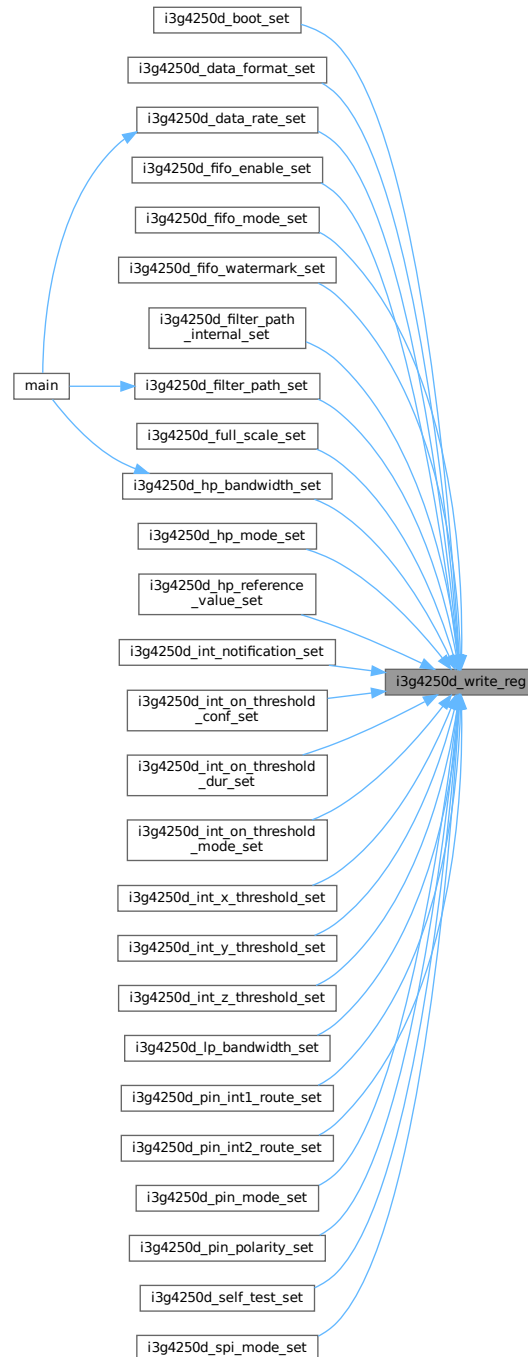 i3g4250d_boot_set
i3g4250d_data_format_set
i3g4250d_data_rate_set
i3g4250d_fifo_enable_set
i3g4250d_fifo_mode_set
i3g4250d_fifo_watermark_set
i3g4250d_filter_path
_internal_set
main
i3g4250d_filter_path_set
i3g4250d_full_scale_set
i3g4250d_hp_bandwidth_set
i3g4250d_hp_mode_set
i3g4250d_hp_reference
_value_set
i3g4250d_int_notification_set
i3g4250d_write_reg
i3g4250d_int_on_threshold
_conf_set
i3g4250d_int_on_threshold
_dur_set
i3g4250d_int_on_threshold
_mode_set
i3g4250d_int_x_threshold_set
i3g4250d_int_y_threshold_set
i3g4250d_int_z_threshold_set
i3g4250d_lp_bandwidth_set
i3g4250d_pin_int1_route_set
i3g4250d_pin_int2_route_set
i3g4250d_pin_mode_set
i3g4250d_pin_polarity_set
i3g4250d_self_test_set
i3g4250d_spi_mode_set